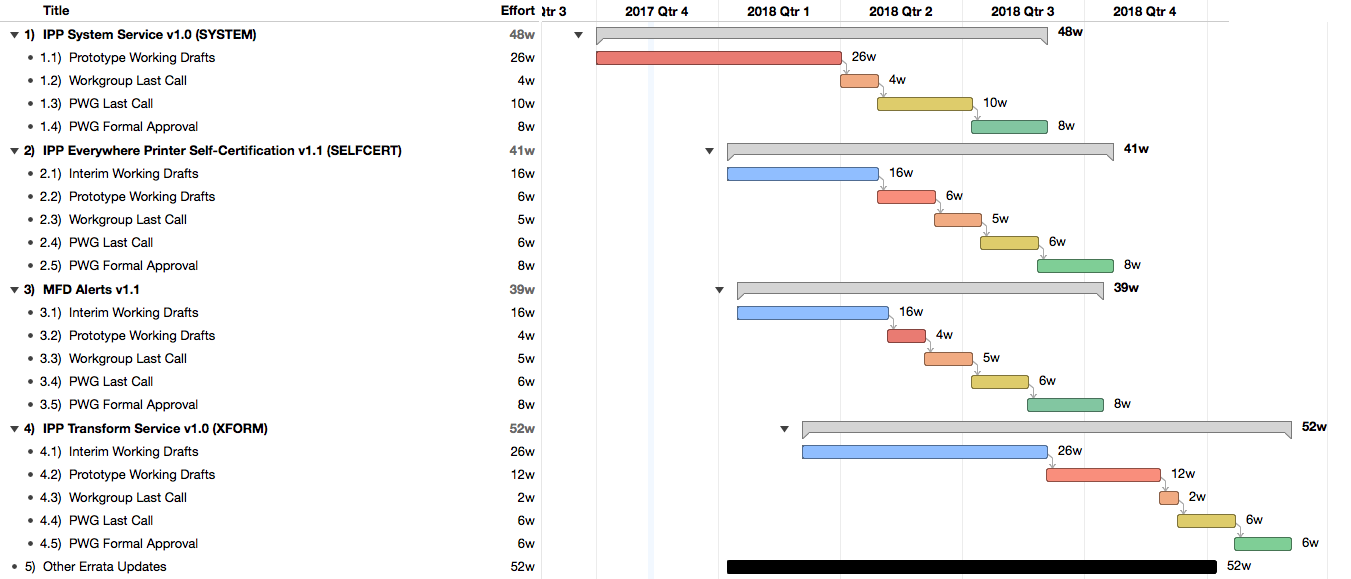 Title Effort Qtr 3 2017 Qtr 4 2018 Qtr 1 2018 Qtr 2 2018 Qtr 3 2018 Qtr 4
1) IPP System Service v1.0 (SYSTEM) 48w 48w
1.1) Prototype Working Drafts 26w 26w
1.2) Workgroup Last Call 4w 4w
1.3) PWG Last Call 10w 10w
1.4) PWG Formal Approval 8w 8w
2) IPP Everywhere Printer Self-Certification v1.1 (SELFCERT) 41w 41w
2.1) Interim Working Drafts 16w 16w
2.2) Prototype Working Drafts 6w 6w
2.3) Workgroup Last Call 5w 5w
2.4) PWG Last Call 6w 6w
2.5) PWG Formal Approval 8w 8w
3) MFD Alerts v1.1 39w 39w
3.1) Interim Working Drafts 16w 16w
3.2) Prototype Working Drafts 4w 4w
3.3) Workgroup Last Call 5w 5w
3.4) PWG Last Call 6w 6w
3.5) PWG Formal Approval 8w 8w
4) IPP Transform Service v1.0 (XFORM) 52w 52w
4.1) Interim Working Drafts 26w 26w
4.2) Prototype Working Drafts 12w 12w
4.3) Workgroup Last Call 2w 2w
4.4) PWG Last Call 6w 6w
4.5) PWG Formal Approval 6w 6w
5) Other Errata Updates 52w 52w